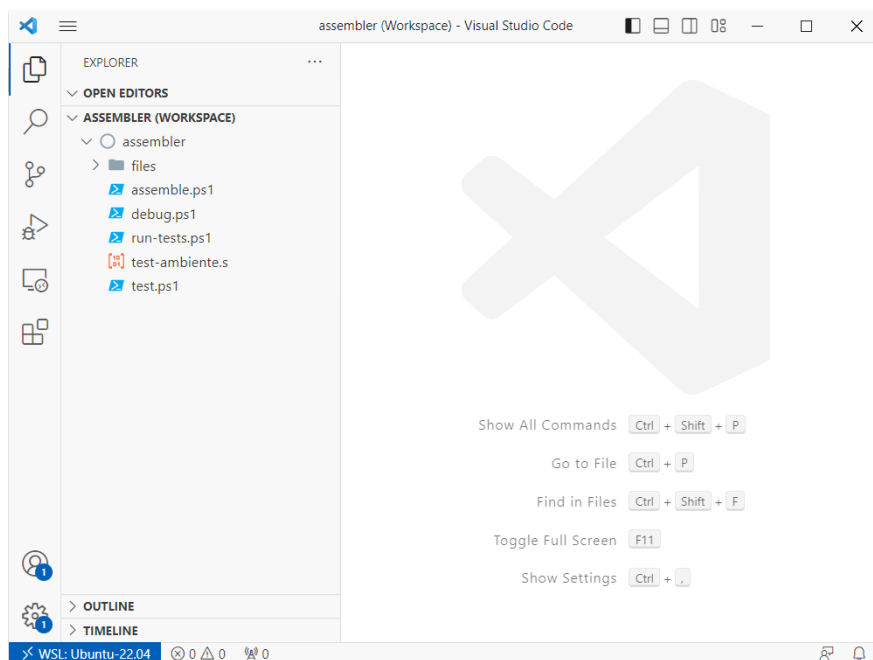 assembler (Workspace) - Visual Studio Code
EXPLORER
OPEN EDITORS
ASSEMBLER (WORKSPACE)
assembler
files
assemble.ps1
debug.ps1
run-tests.ps1
test-ambiente.s
test.ps1
Show All Commands Ctrl + Shift + P
Go to File Ctrl + P
Find in Files Ctrl + Shift + F
Toggle Full Screen F11
Show Settings Ctrl + ,
1
1
OUTLINE
TIMELINE
WSL: Ubuntu-22.04 0 0 0